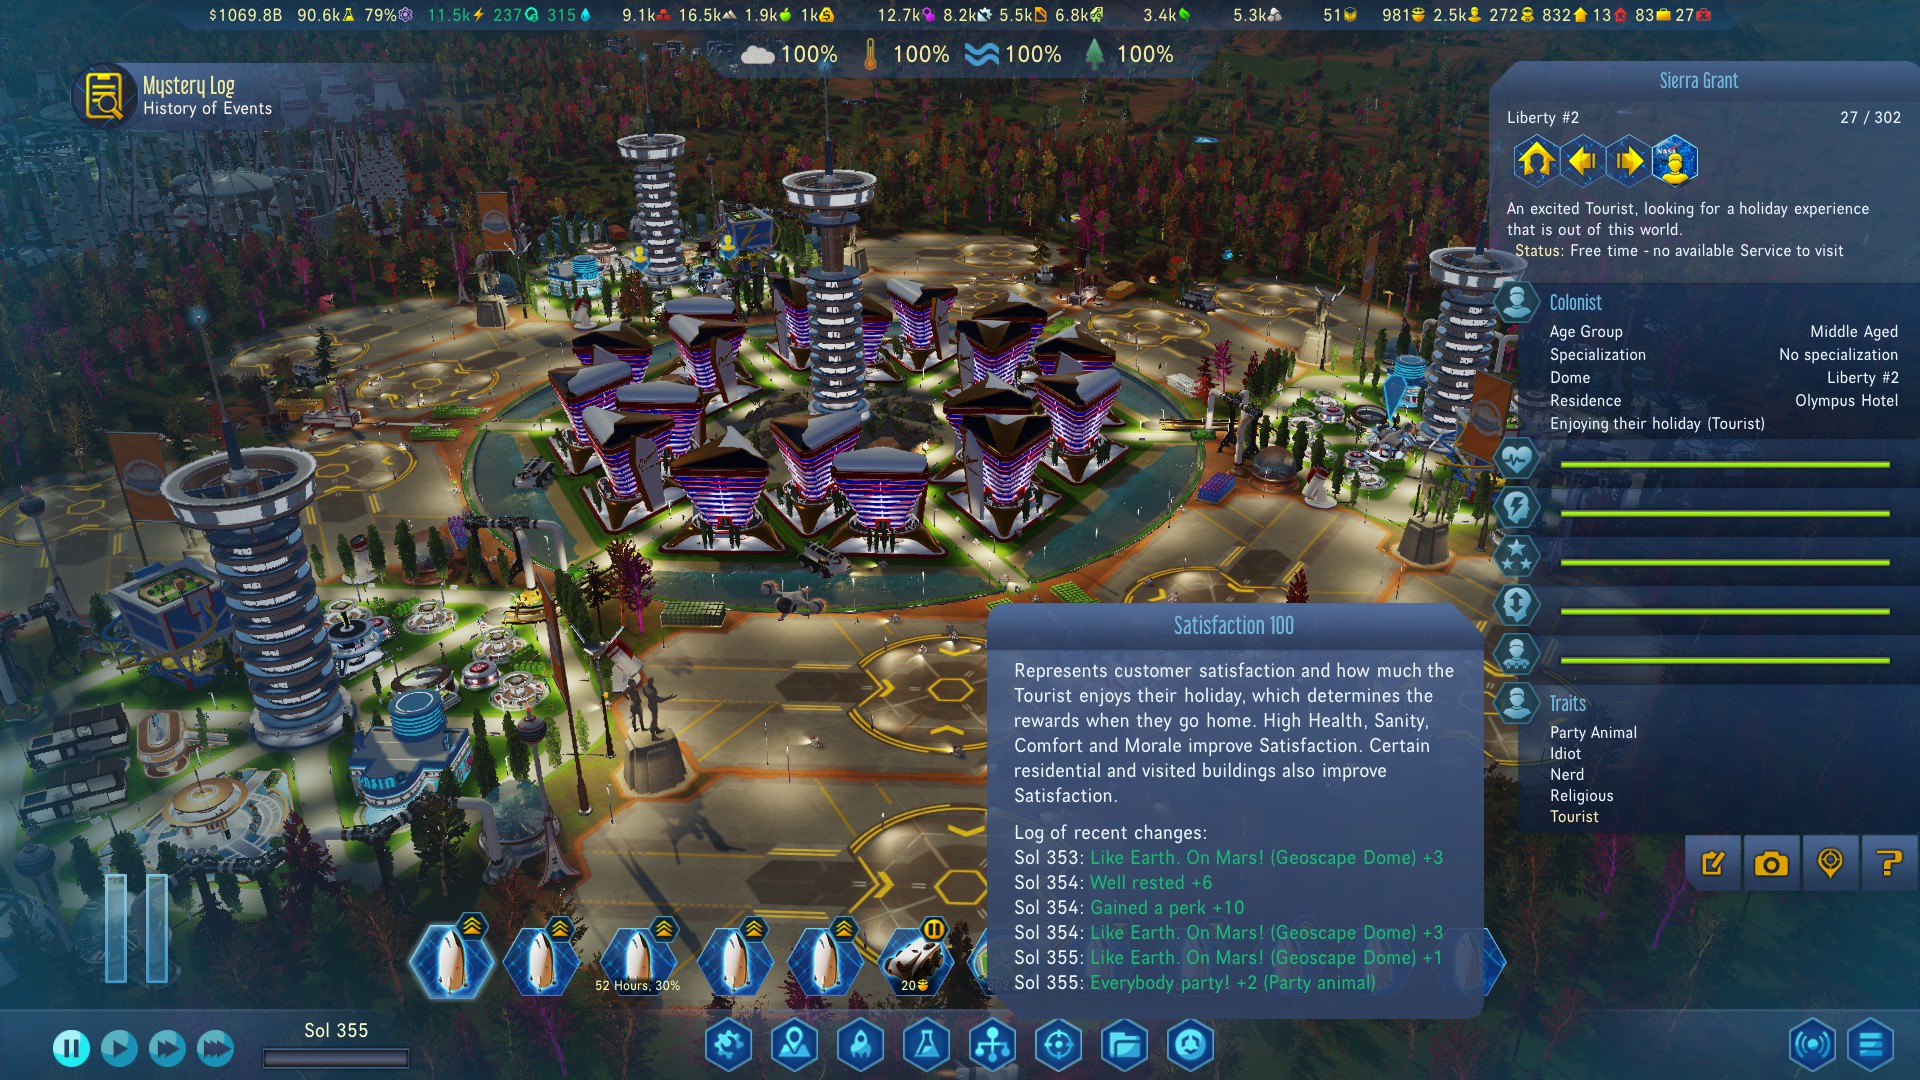 $1069.8B 90.6k 79% 11.5k 237 315 9.1k 16.5k 1.9k 1k 12.7k 8.2k 5.5k 6.8k 3.4k 5.3k 51 981 2.5k 272 832 13 83 27
100% 100% 100% 100%
Mystery Log
History of Events
Sierra Grant
Liberty #2 27 / 302
NASA
An excited Tourist, looking for a holiday experience
that is out of this world.
Status: Free time - no available Service to visit
Colonist
Age Group Middle Aged
Specialization No specialization
Dome Liberty #2
Residence Olympus Hotel
Enjoying their holiday (Tourist)
Traits
Party Animal
Idiot
Nerd
Religious
Tourist
Satisfaction 100
Represents customer satisfaction and how much the
Tourist enjoys their holiday, which determines the
rewards when they go home. High Health, Sanity,
Comfort and Morale improve Satisfaction. Certain
residential and visited buildings also improve
Satisfaction.
Log of recent changes:
Sol 353: Like Earth. On Mars! (Geoscape Dome) +3
Sol 354: Well rested +6
Sol 354: Gained a perk +10
Sol 354: Like Earth. On Mars! (Geoscape Dome) +3
Sol 355: Like Earth. On Mars! (Geoscape Dome) +1
Sol 355: Everybody party! +2 (Party animal)
52 Hours, 30%
20
Sol 355